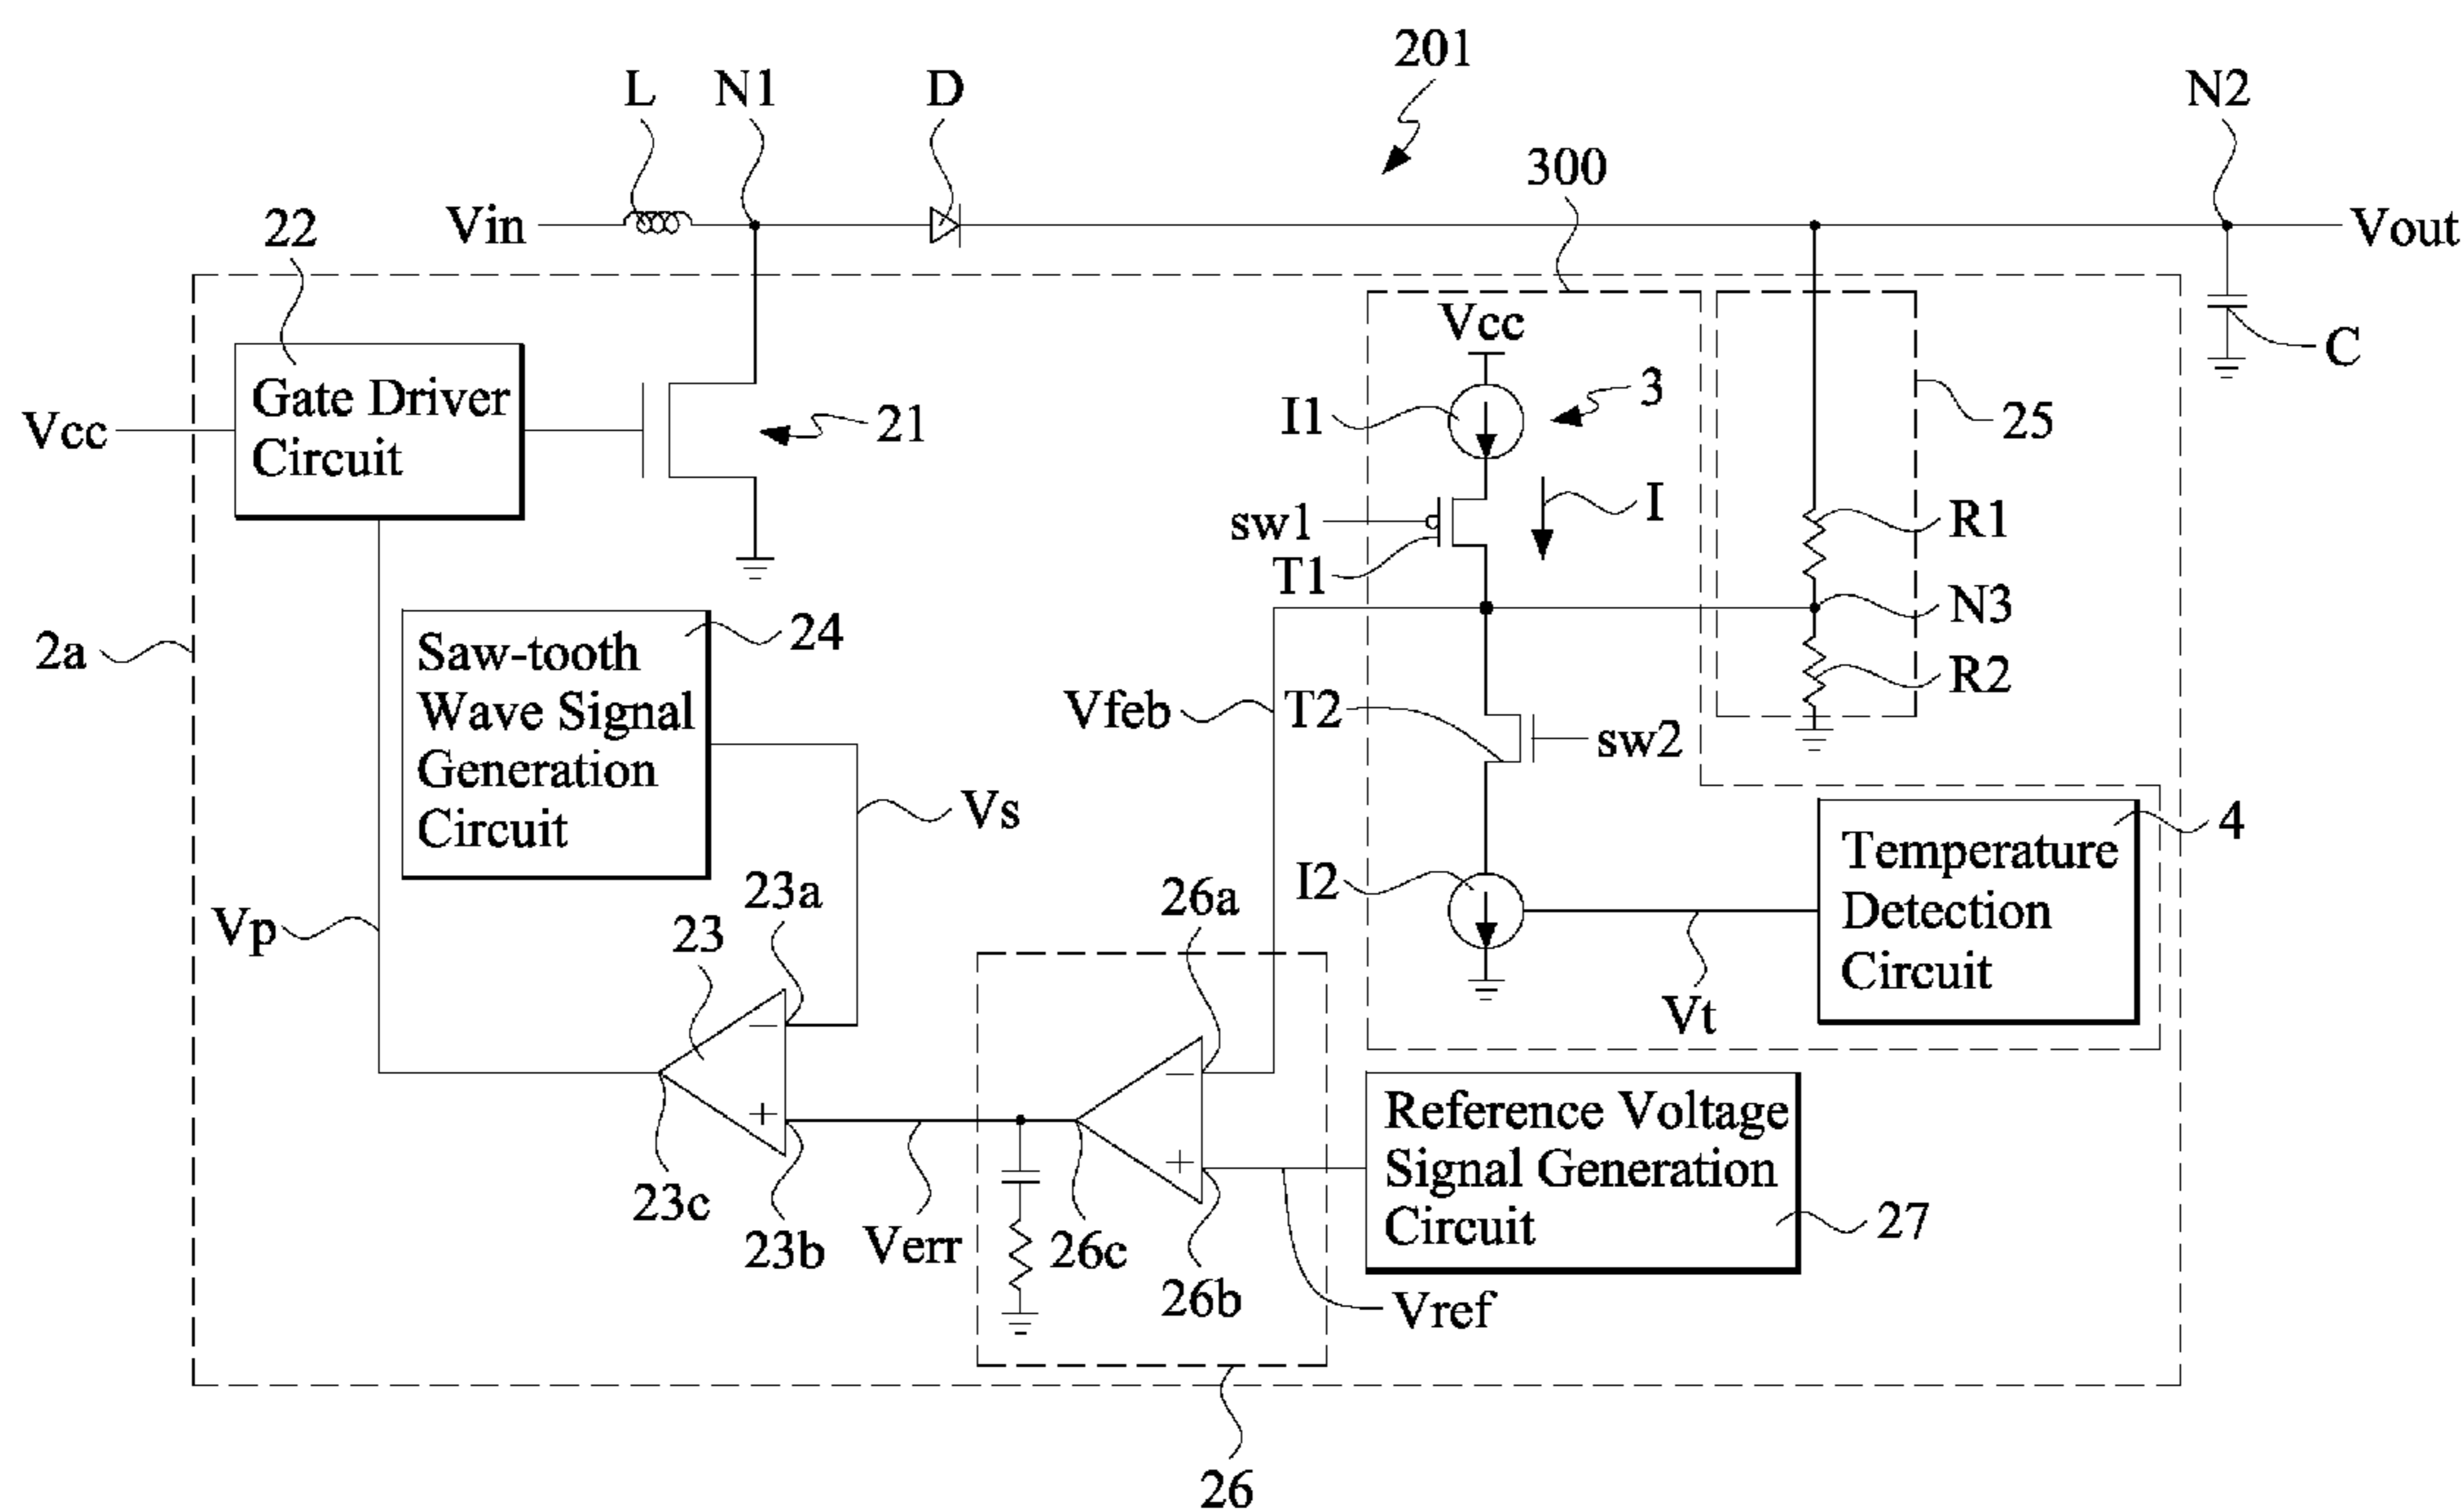 201
L
N1
D
N2
300
22
Vin
Vout
Vcc
C
Gate Driver
Circuit
Vcc
21
I1
3
25
sw1
I
R1
T1
N3
2a
Saw-tooth
Wave Signal
Generation
Circuit
24
R2
Vfeb
T2
sw2
Vs
4
Temperature
Detection
Circuit
I2
23a
26a
Vp
23
Vt
−
+
−
+
Reference Voltage
Signal Generation
Circuit
23c
23b
Verr
26c
26b
27
Vref
26